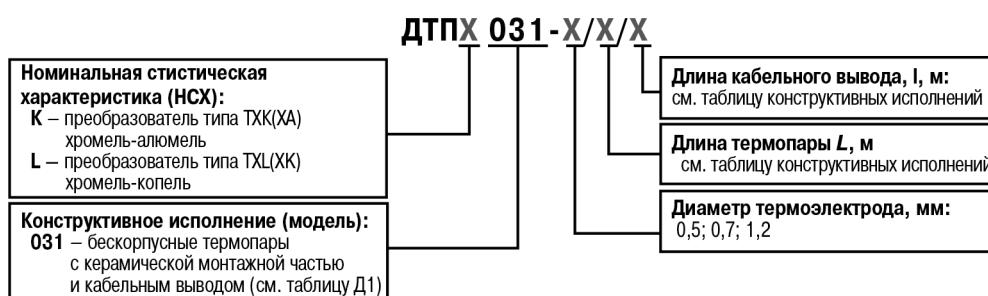 ДТПХ 031-Х/Х/Х
Номинальная стистическая
характеристика (НСХ):
К – преобразователь типа ТХК(ХА)
хромель-алюмель
L – преобразователь типа ТХL(ХК)
хромель-копель
Конструктивное исполнение (модель):
031 – бескорпусные термопары
с керамической монтажной частью
и кабельным выводом (см. таблицу Д1)
Длина кабельного вывода, l, м:
см. таблицу конструктивных исполнений
Длина термопары L, м
см. таблицу конструктивных исполнений
Диаметр термоэлектрода, мм:
0,5; 0,7; 1,2